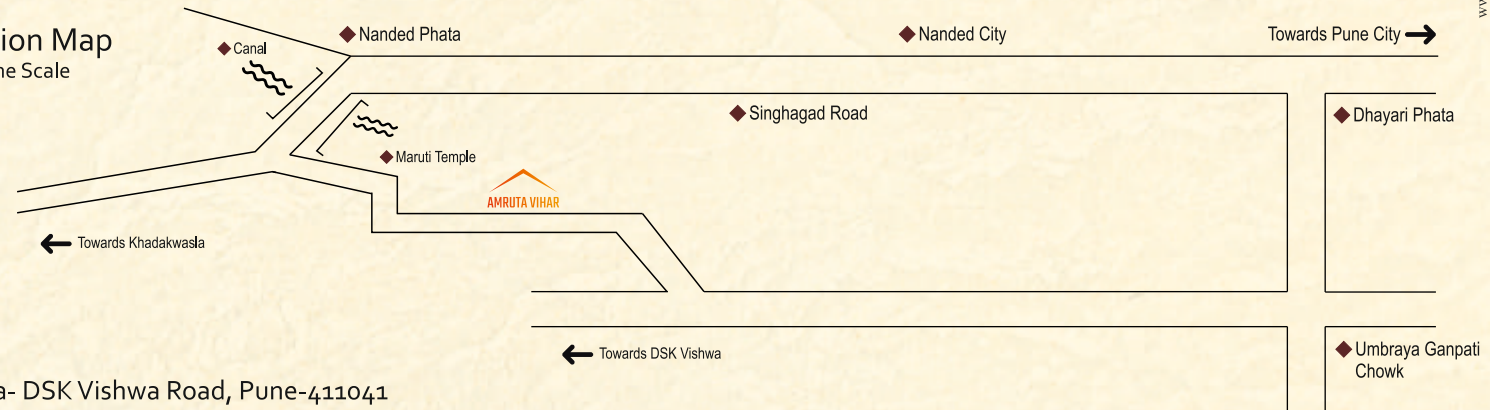 ion Map
ne Scale
Canal
Nanded Phata
Nanded City
Towards Pune City
Singhagad Road
Dhayari Phata
Maruti Temple
AMRUTA VIHAR
Towards Khadakwasla
Towards DSK Vishwa
Umbraya Ganpati
Chowk
a- DSK Vishwa Road, Pune-411041